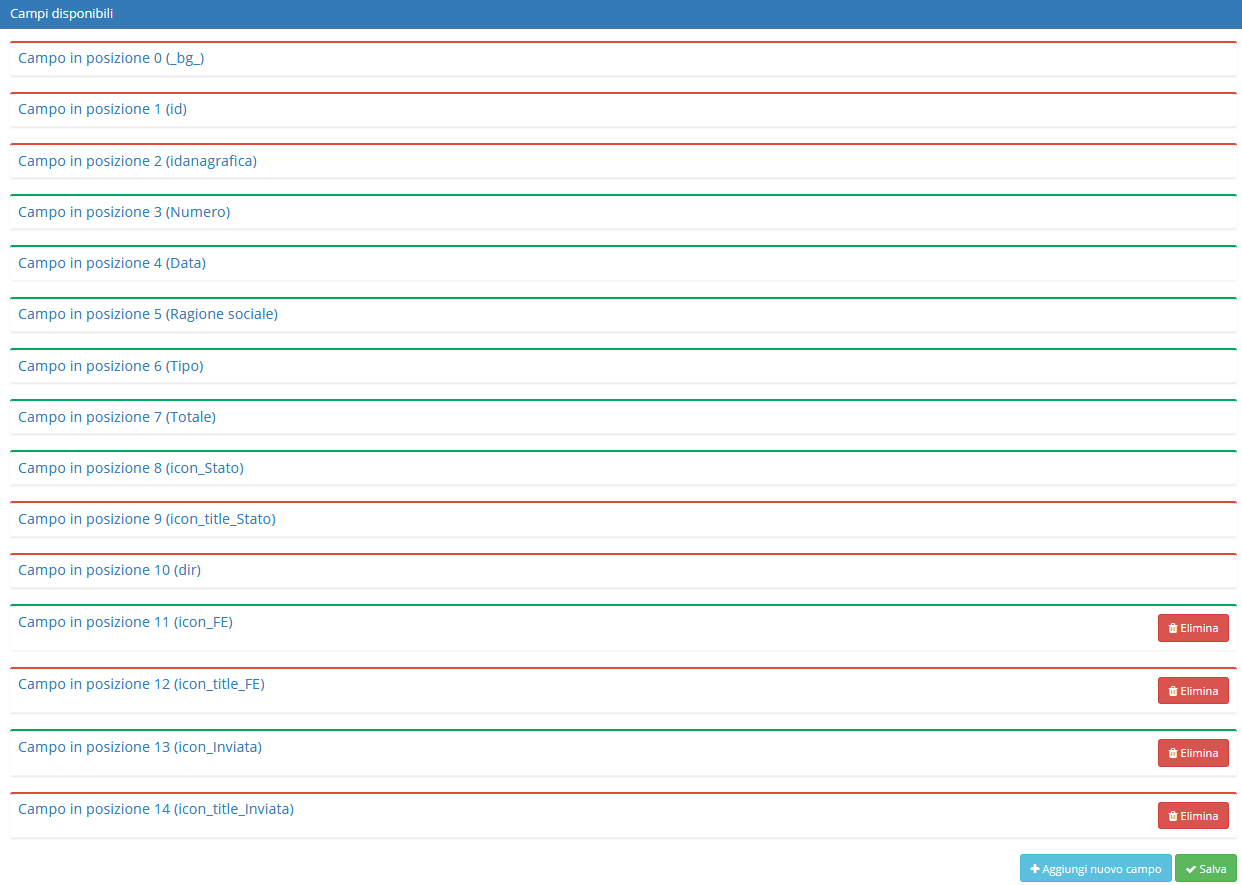 Campi disponibili
Campo in posizione 0 (_bg_)
Campo in posizione 1 (id)
Campo in posizione 2 (idanagrafica)
Campo in posizione 3 (Numero)
Campo in posizione 4 (Data)
Campo in posizione 5 (Ragione sociale)
Campo in posizione 6 (Tipo)
Campo in posizione 7 (Totale)
Campo in posizione 8 (icon_Stato)
Campo in posizione 9 (icon_title_Stato)
Campo in posizione 10 (dir)
Campo in posizione 11 (icon_FE) Elimina
Campo in posizione 12 (icon_title_FE) Elimina
Campo in posizione 13 (icon_Inviata) Elimina
Campo in posizione 14 (icon_title_Inviata) Elimina
Aggiungi nuovo campo Salva